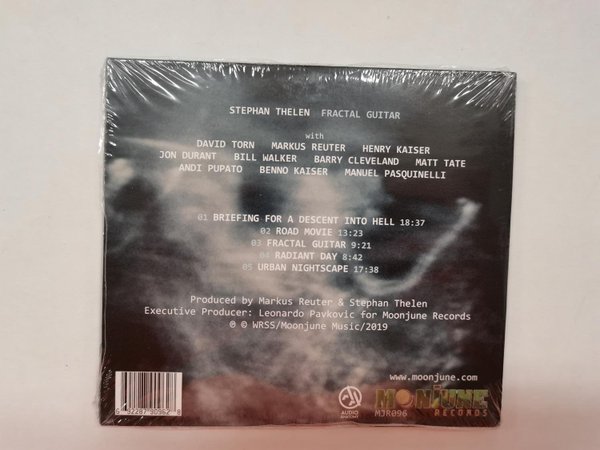 STEPHAN THELEN FRACTAL GUITAR
with
DAVID TORN MARKUS REUTER HENRY KAISER
JON DURANT BILL WALKER BARRY CLEVELAND MATT TATE
ANDI PUPATO BENNO KAISER MANUEL PASQUINELLI
01 BRIEFING FOR A DESCENT INTO HELL 18:37
02 ROAD MOVIE 13:23
03 FRACTAL GUITAR 9:21
04 RADIANT DAY 8:42
05 URBAN NIGHTSCAPE 17:38
Produced by Markus Reuter & Stephan Thelen
Executive Producer: Leonardo Pavkovic for Moonjune Records
℗ © WRSS/Moonjune Music/2019
www.moonjune.com
AUDIO
ANATOMY
MOONJUNE
RECORDS
MJR096